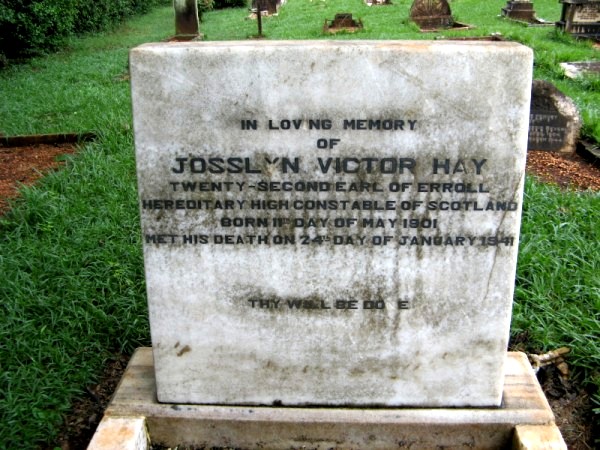 IN LOVING MEMORY
OF
JOSSLYN VICTOR HAY
TWENTY-SECOND EARL OF ERROLL
HEREDITARY HIGH CONSTABLE OF SCOTLAND
BORN 11TH DAY OF MAY 1901
MET HIS DEATH ON 24TH DAY OF JANUARY 1941
THY WILL BE DO E